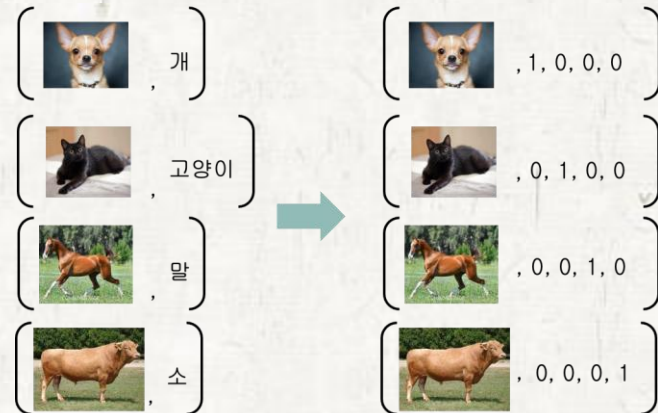 , 개
, 1, 0, 0, 0
, 고양이
, 0, 1, 0, 0
, 말
, 0, 0, 1, 0
, 소
, 0, 0, 0, 1